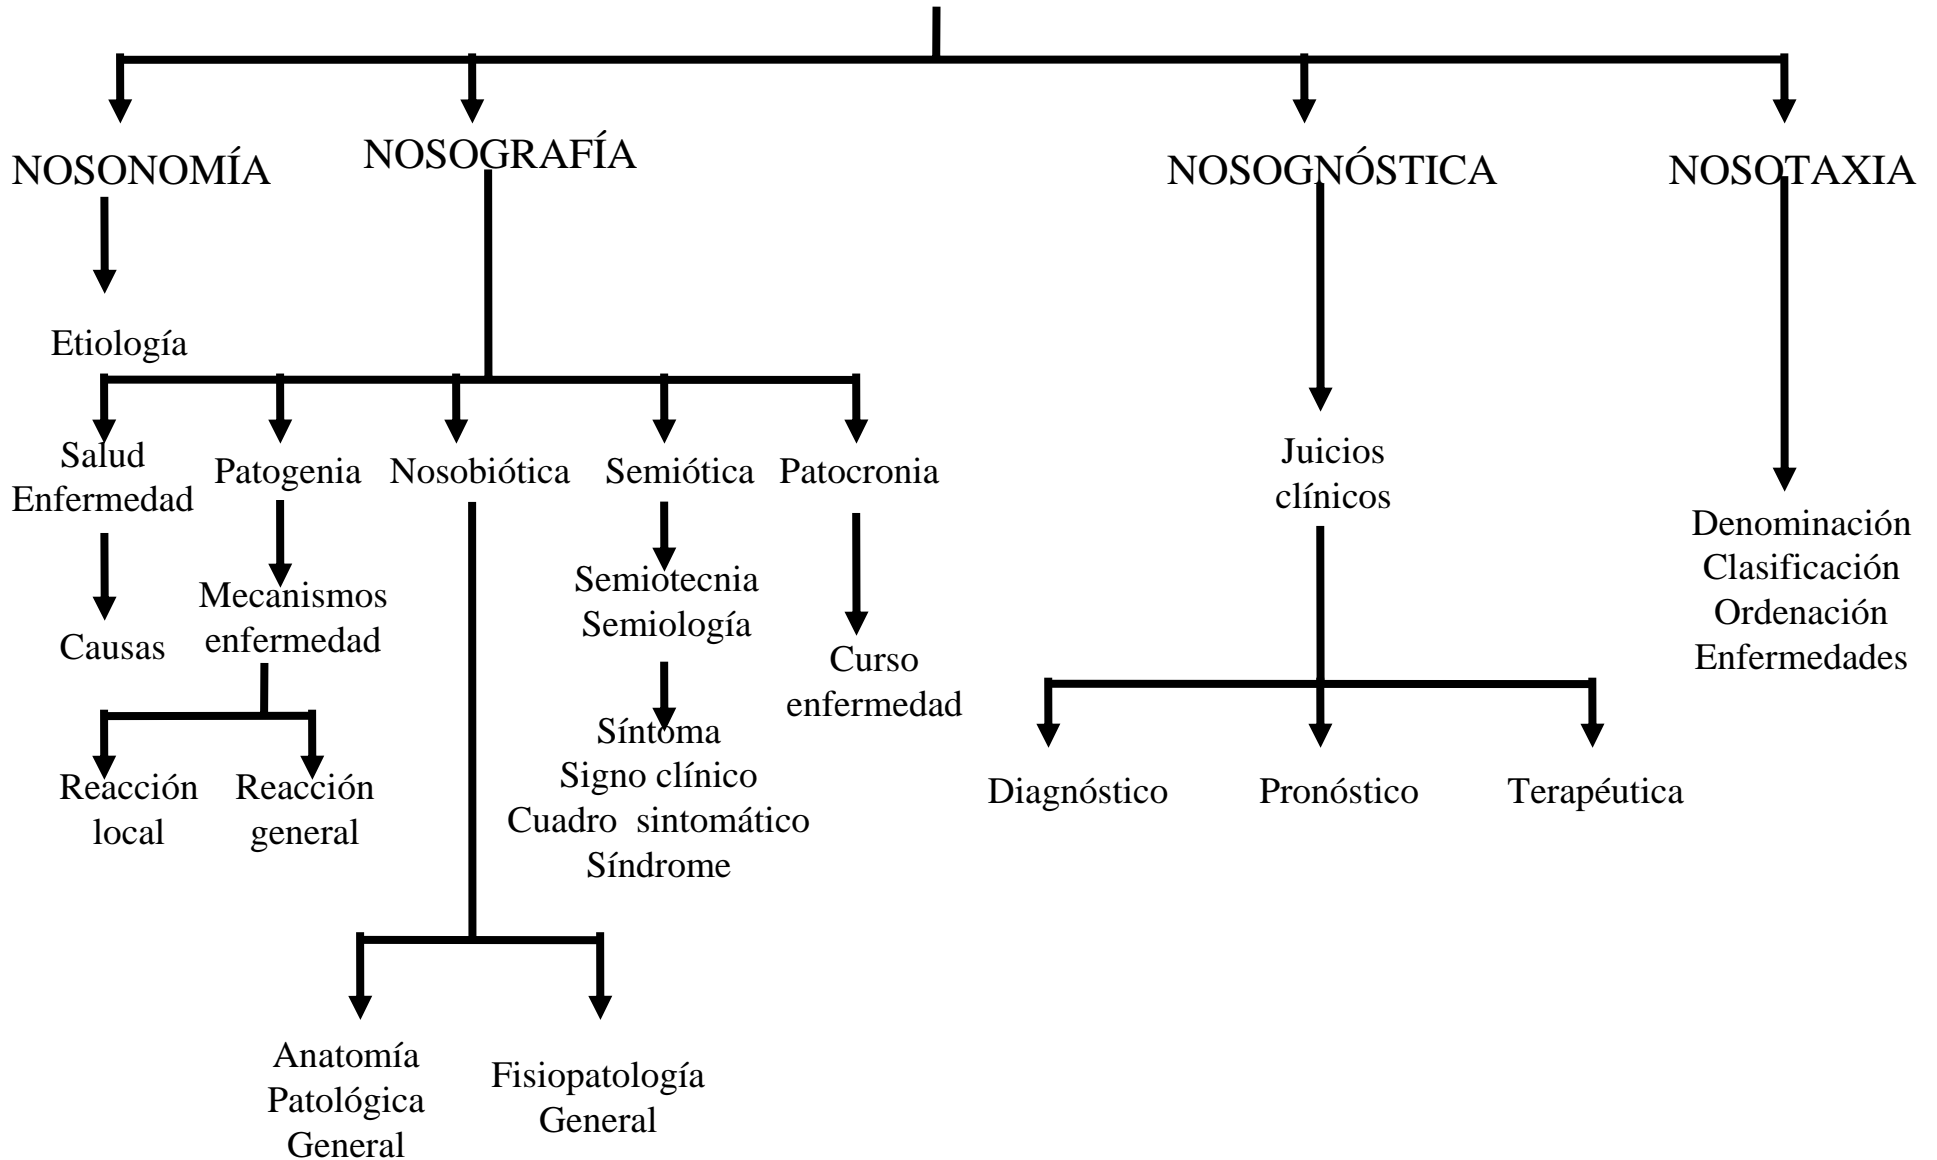 NOSONOMÍA
NOSOGRAFÍA
NOSOGNÓSTICA
NOSOTAXIA
Etiología
Salud
Enfermedad
Patogenia
Nosobiótica
Semiótica
Patocronia
Juicios
clínicos
Denominación
Clasificación
Ordenación
Enfermedades
Causas
Mecanismos
enfermedad
Semiotecnia
Semiología
Curso
enfermedad
Reacción
local
Reacción
general
Síntoma
Signo clínico
Cuadro sintomático
Síndrome
Diagnóstico
Pronóstico
Terapéutica
Anatomía
Patológica
General
Fisiopatología
General